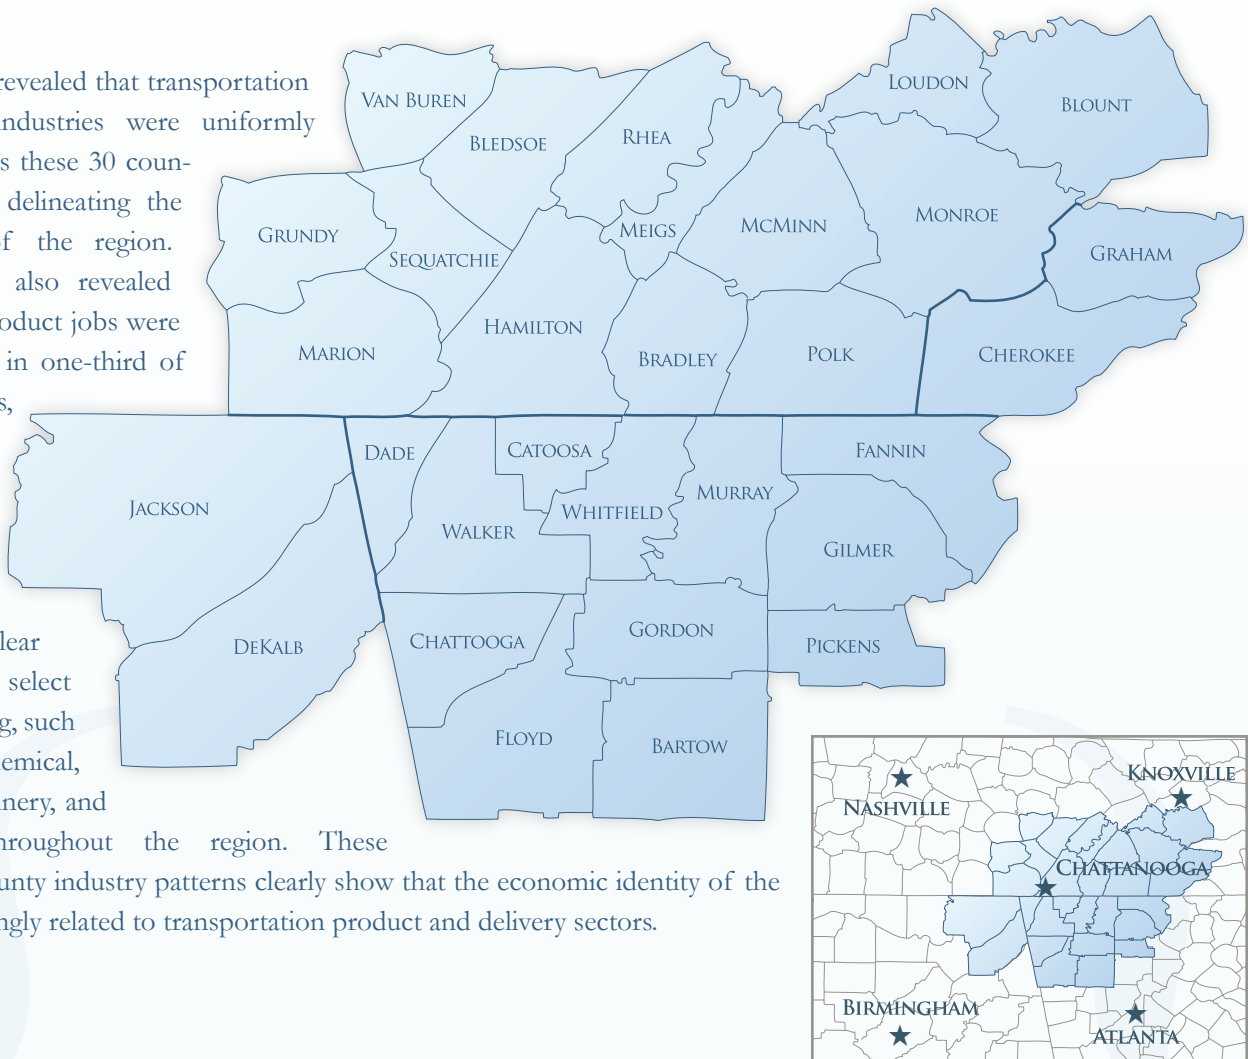 revealed that transportation
industries were uniformly
s these 30 coun-
delineating the
of the region.
also revealed
oduct jobs were
in one-third of
s,
lear
select
g, such
emical,
inery, and
hroughout the region. These
unty industry patterns clearly show that the economic identity of the
ngly related to transportation product and delivery sectors.
VAN BUREN
BLEDSOE
RHEA
LOUDON
BLOUNT
GRUNDY
SEQUATCHIE
MEIGS
MCMINN
MONROE
GRAHAM
MARION
HAMILTON
BRADLEY
POLK
CHEROKEE
JACKSON
DADE
CATOOSA
FANNIN
WALKER
WHITFIELD
MURRAY
GILMER
DEKALB
CHATTOOGA
GORDON
PICKENS
FLOYD
BARTOW
KNOXVILLE
NASHVILLE
CHATTANOOGA
BIRMINGHAM
ATLANTA